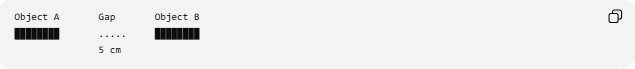 Object A Gap Object B
████████ ..... ████████
5 cm